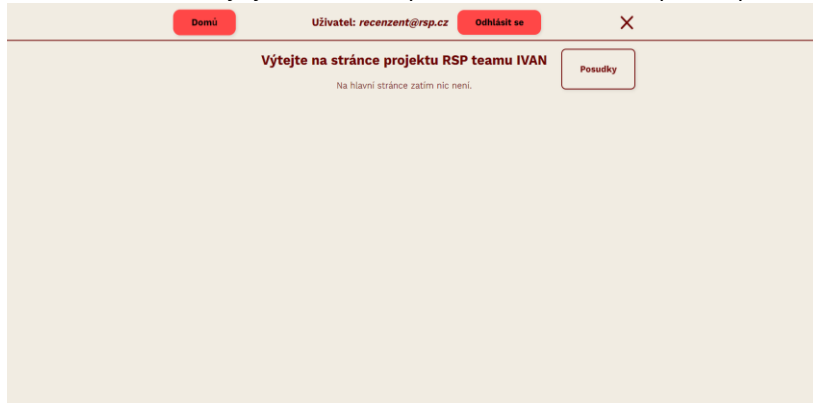 Domů
Uživatel: recenzent@rsp.cz
Odhlásit se
Výtejte na stránce projektu RSP teamu IVAN
Posudky
Na hlavní stránce zatím nic není.